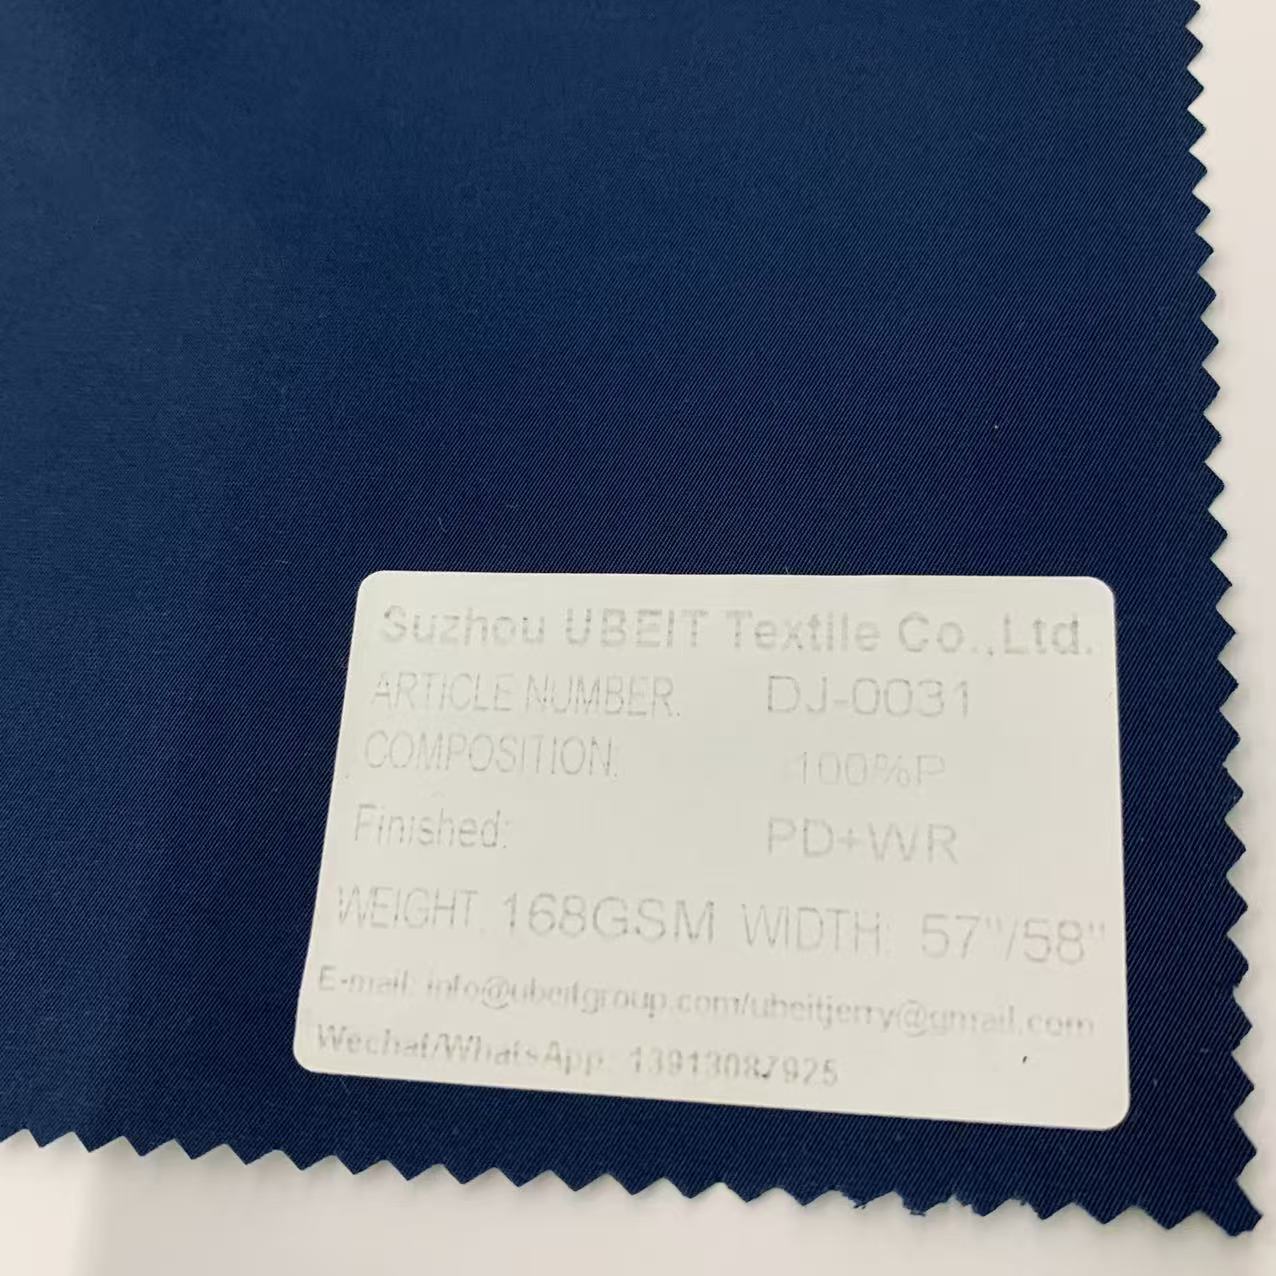 Suzhou UBEIT Textile Co.,Ltd.
ARTICLE NUMBER: DJ-0031
COMPOSITION: 100%P
Finished: PD+WR
WEIGHT: 168GSM WIDTH: 57"/58"
E-mail: info@ubeitgroup.com/ubeitjerry@gmail.com
Wechat/WhatsApp: 13913087925